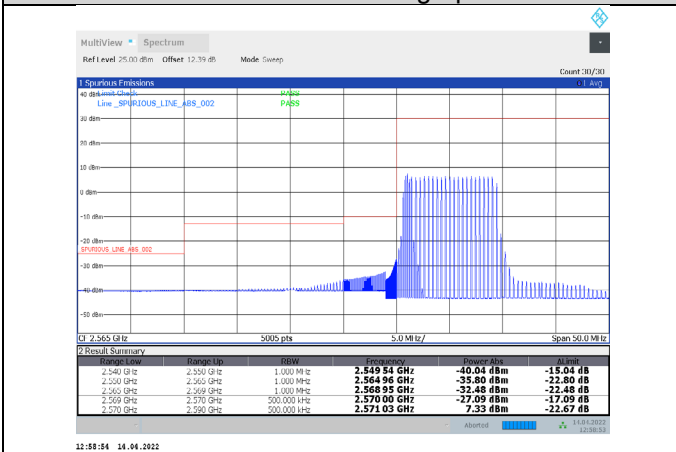 MultiView Spectrum
Ref Level 25.00 dBm Offset 12.39 dB Mode Sweep
Count 30/30
1 Spurious Emissions 1 Avg
40 dBm Limit Check PASS
Line _SPURIOUS_LINE_ABS_002 PASS
30 dBm
20 dBm
10 dBm
0 dBm
-10 dBm
-20 dBm
SPURIOUS_LINE_ABS_002
-30 dBm
-40 dBm
-50 dBm
CF 2.565 GHz 5005 pts 5.0 MHz/ Span 50.0 MHz
2 Result Summary
Range Low Range Up RBW Frequency Power Abs ΔLimit
2.540 GHz 2.550 GHz 1.000 MHz 2.549 54 GHz -40.04 dBm -15.04 dB
2.550 GHz 2.565 GHz 1.000 MHz 2.564 96 GHz -35.80 dBm -22.80 dB
2.565 GHz 2.569 GHz 1.000 MHz 2.568 95 GHz -32.48 dBm -22.48 dB
2.569 GHz 2.570 GHz 500.000 kHz 2.570 00 GHz -27.09 dBm -17.09 dB
2.570 GHz 2.590 GHz 500.000 kHz 2.571 03 GHz 7.33 dBm -22.67 dB
Aborted 14.04.2022
12:58:53
12:58:54 14.04.2022